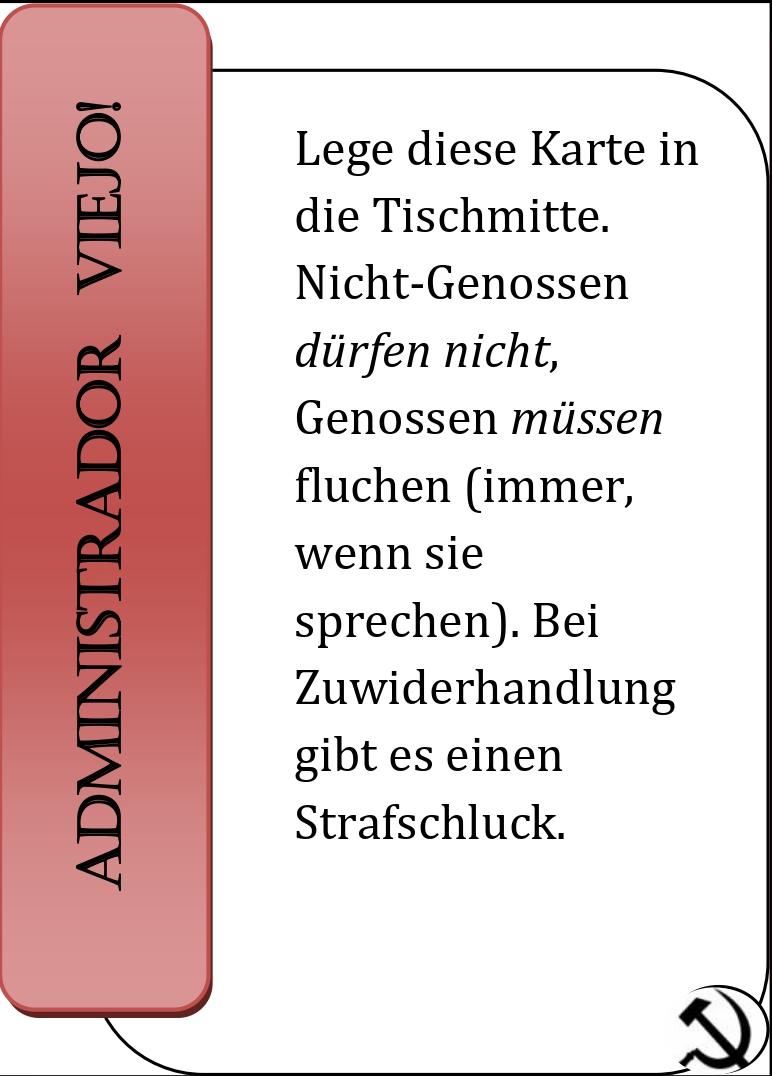 ADMINISTRADOR VIEJO!
Lege diese Karte in
die Tischmitte.
Nicht-Genossen
dürfen nicht,
Genossen müssen
fluchen (immer,
wenn sie
sprechen). Bei
Zuwiderhandlung
gibt es einen
Strafschluck.